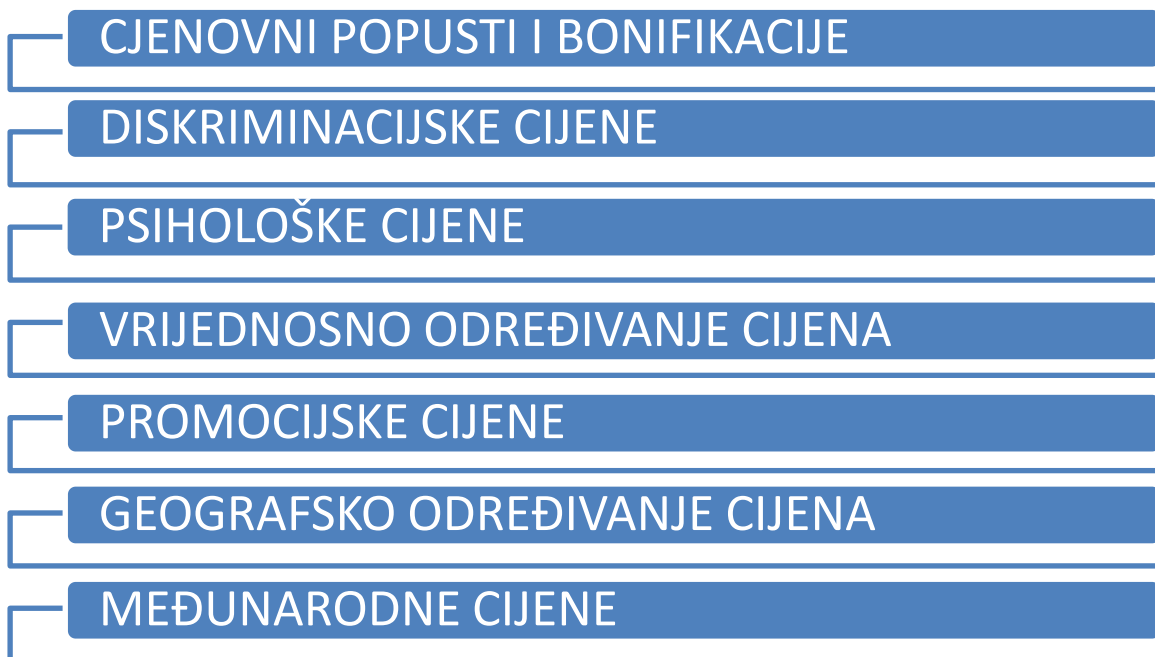 CJENOVNI POPUSTI I BONIFIKACIJE
DISKRIMINACIJSKE CIJENE
PSIHOLOŠKE CIJENE
VRIJEDNOSNO ODREĐIVANJE CIJENA
PROMOCIJSKE CIJENE
GEOGRAFSKO ODREĐIVANJE CIJENA
MEĐUNARODNE CIJENE